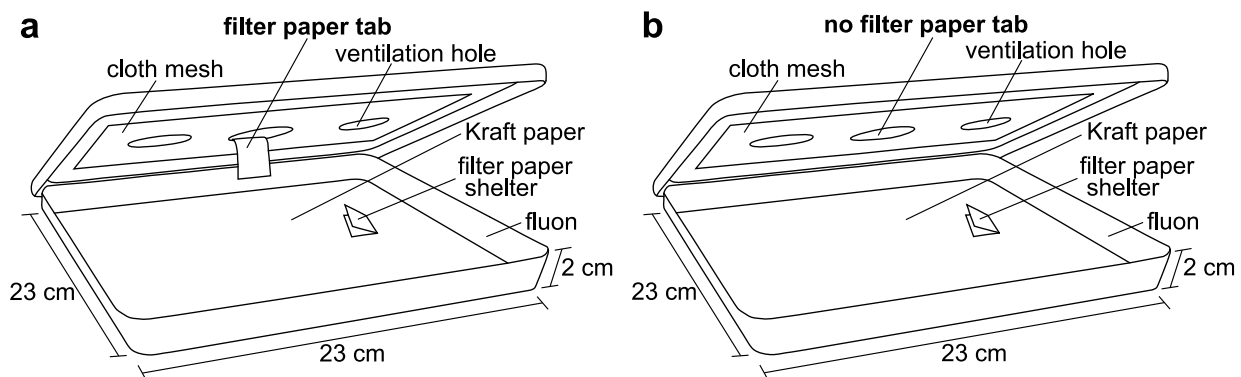 a
filter paper tab
ventilation hole
cloth mesh
Kraft paper
filter paper
shelter
fluon
2 cm
23 cm
23 cm
b
no filter paper tab
ventilation hole
cloth mesh
Kraft paper
filter paper
shelter
fluon
2 cm
23 cm
23 cm